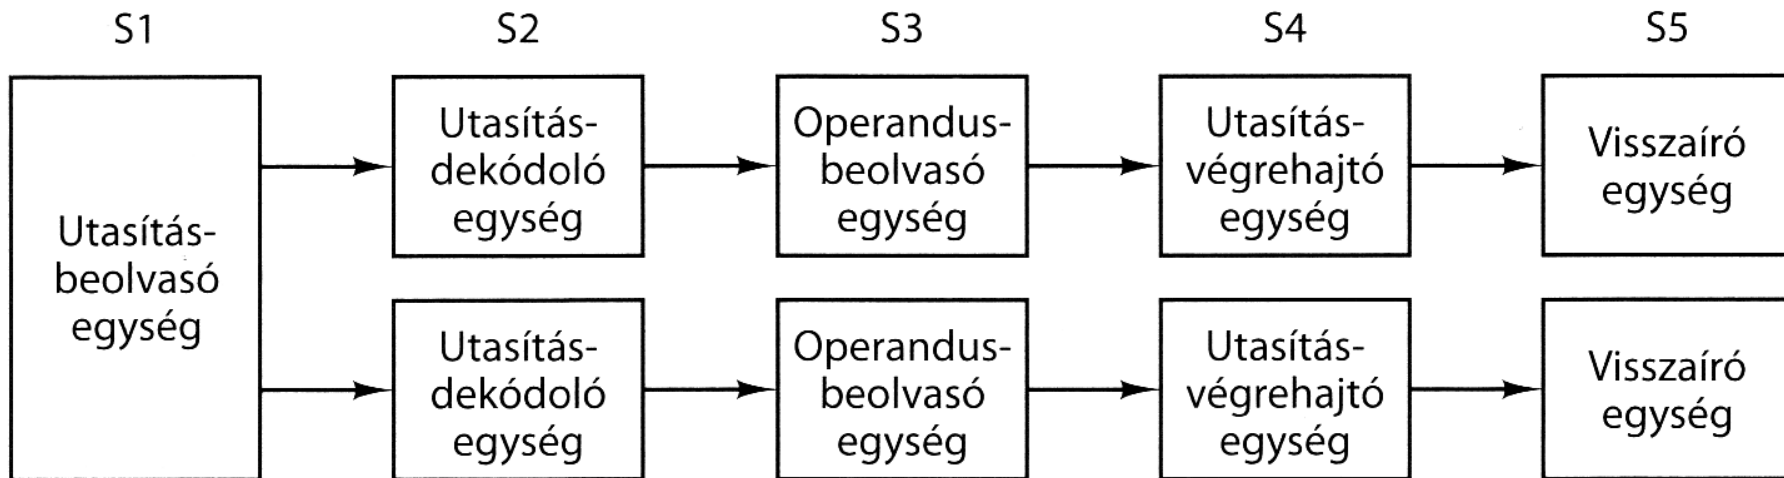 S1
S2
S3
S4
S5
Utasítás-
beolvasó
egység
Utasítás-
dekódoló
egység
Operandus-
beolvasó
egység
Utasítás-
végrehajtó
egység
Visszaíró
egység
Utasítás-
dekódoló
egység
Operandus-
beolvasó
egység
Utasítás-
végrehajtó
egység
Visszaíró
egység